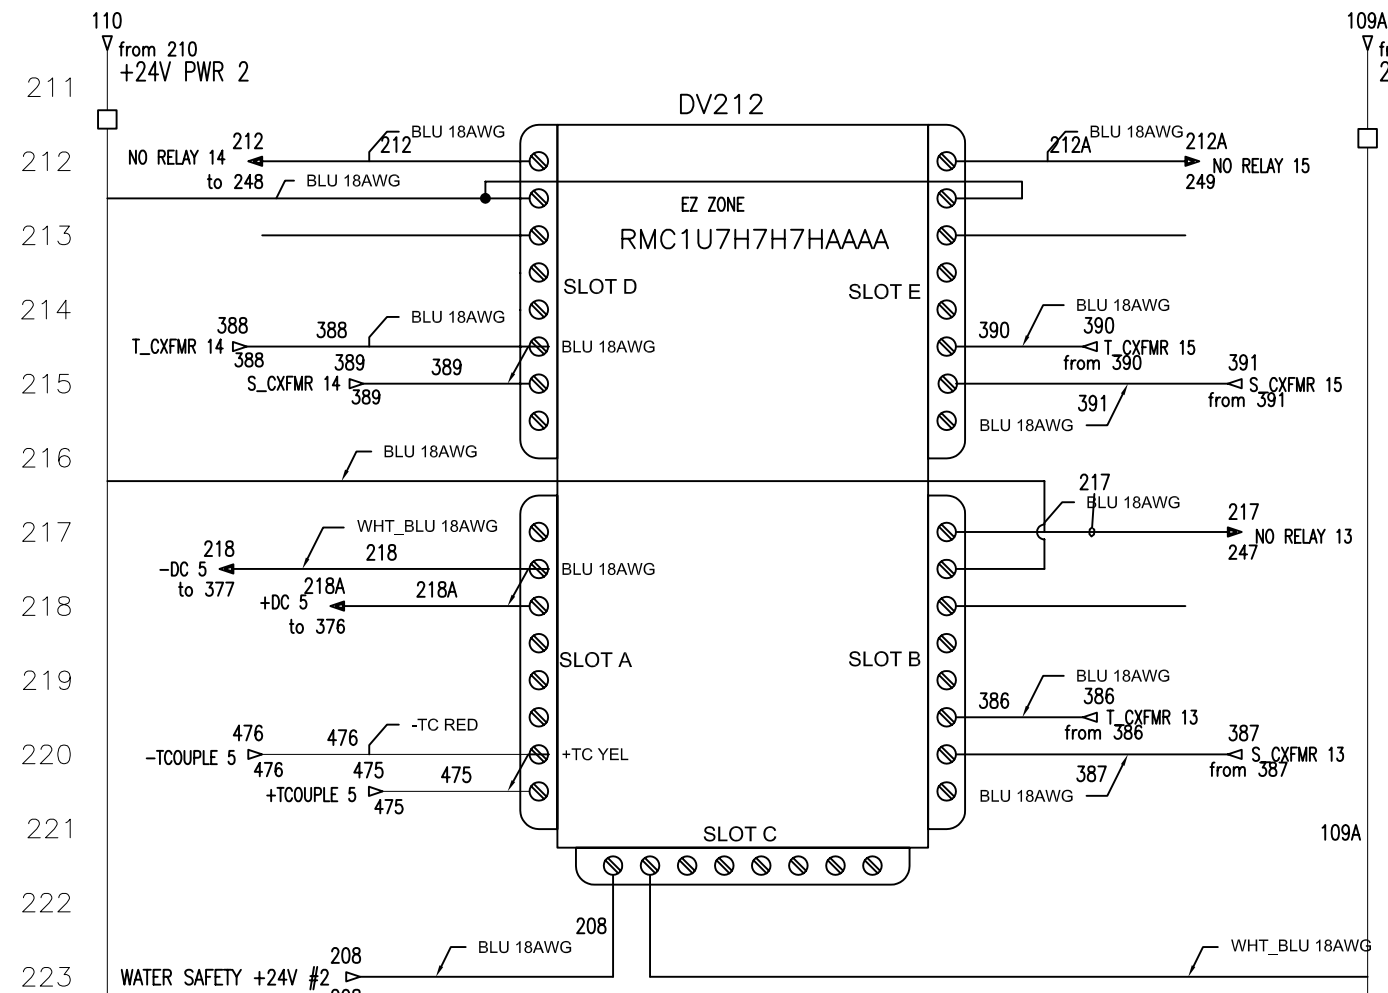 110
109A
from 210
+24V PWR 2
211
DV212
212
BLU 18AWG
212
NO RELAY 14
to 248
212
BLU 18AWG
BLU 18AWG
212A
212A
NO RELAY 15
249
EZ ZONE
213
RMC1U7H7H7HAAAA
SLOT D
SLOT E
214
388
388
BLU 18AWG
T_CXFMR 14
388
BLU 18AWG
390
BLU 18AWG
390
T_CXFMR 15
from 390
215
389
389
S_CXFMR 14
389
391
S_CXFMR 15
from 391
391
BLU 18AWG
216
BLU 18AWG
217
WHT_BLU 18AWG
217
BLU 18AWG
217
NO RELAY 13
247
218
218
-DC 5
to 377
BLU 18AWG
218
218A
218A
+DC 5
to 376
SLOT A
SLOT B
219
386
BLU 18AWG
386
T_CXFMR 13
from 386
220
476
476
-TC RED
-TCOUPLE 5
476
+TC YEL
387
S_CXFMR 13
from 387
387
BLU 18AWG
475
475
+TCOUPLE 5
475
221
SLOT C
109A
222
208
223
208
BLU 18AWG
WATER SAFETY +24V #2
WHT_BLU 18AWG